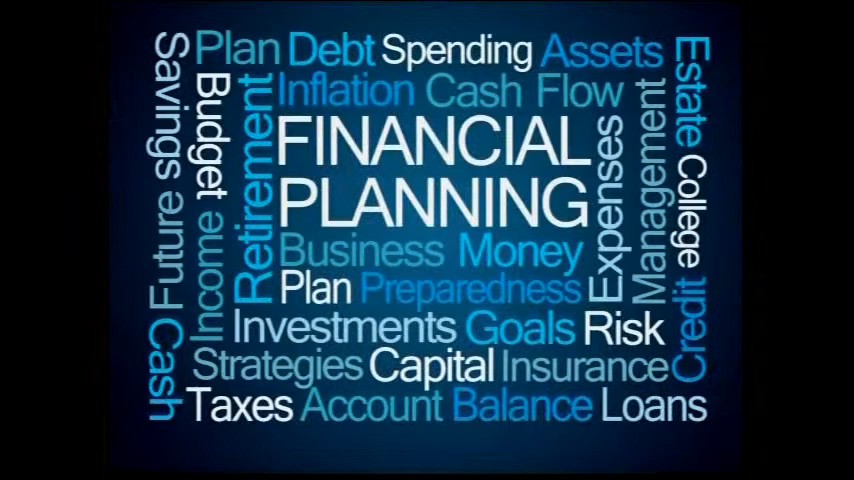 Plan Debt Spending Assets
Inflation Cash Flow
FINANCIAL
PLANNING
Business Money
Plan Preparedness
Investments Goals Risk
Strategies Capital Insurance
Taxes Account Balance Loans
Savings Future Cash
Budget Income
Retirement
Expenses
Management
Estate College Credit